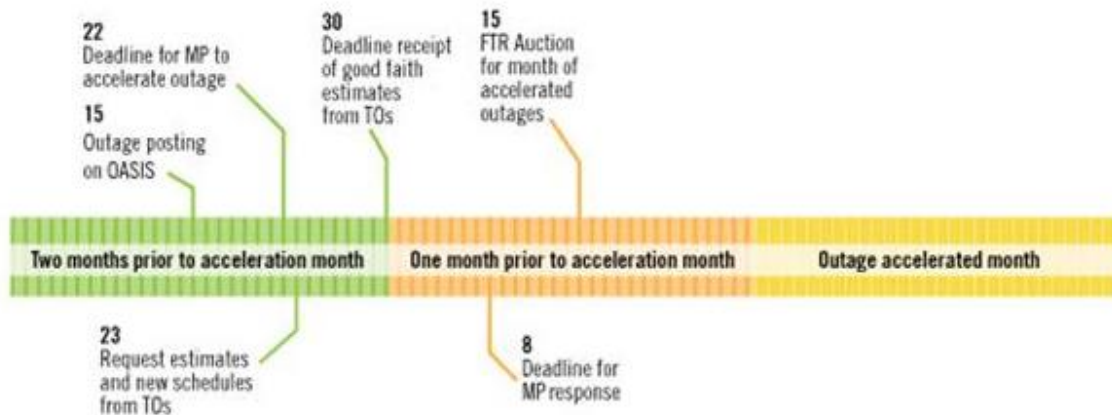 22
Deadline for MP to
accelerate outage
15
Outage posting
on OASIS
30
Deadline receipt
of good faith
estimates
from TOs
15
FTR Auction
for month of
accelerated
outages
Two months prior to acceleration month
One month prior to acceleration month
Outage accelerated month
23
Request estimates
and new schedules
from TOs
8
Deadline for
MP response